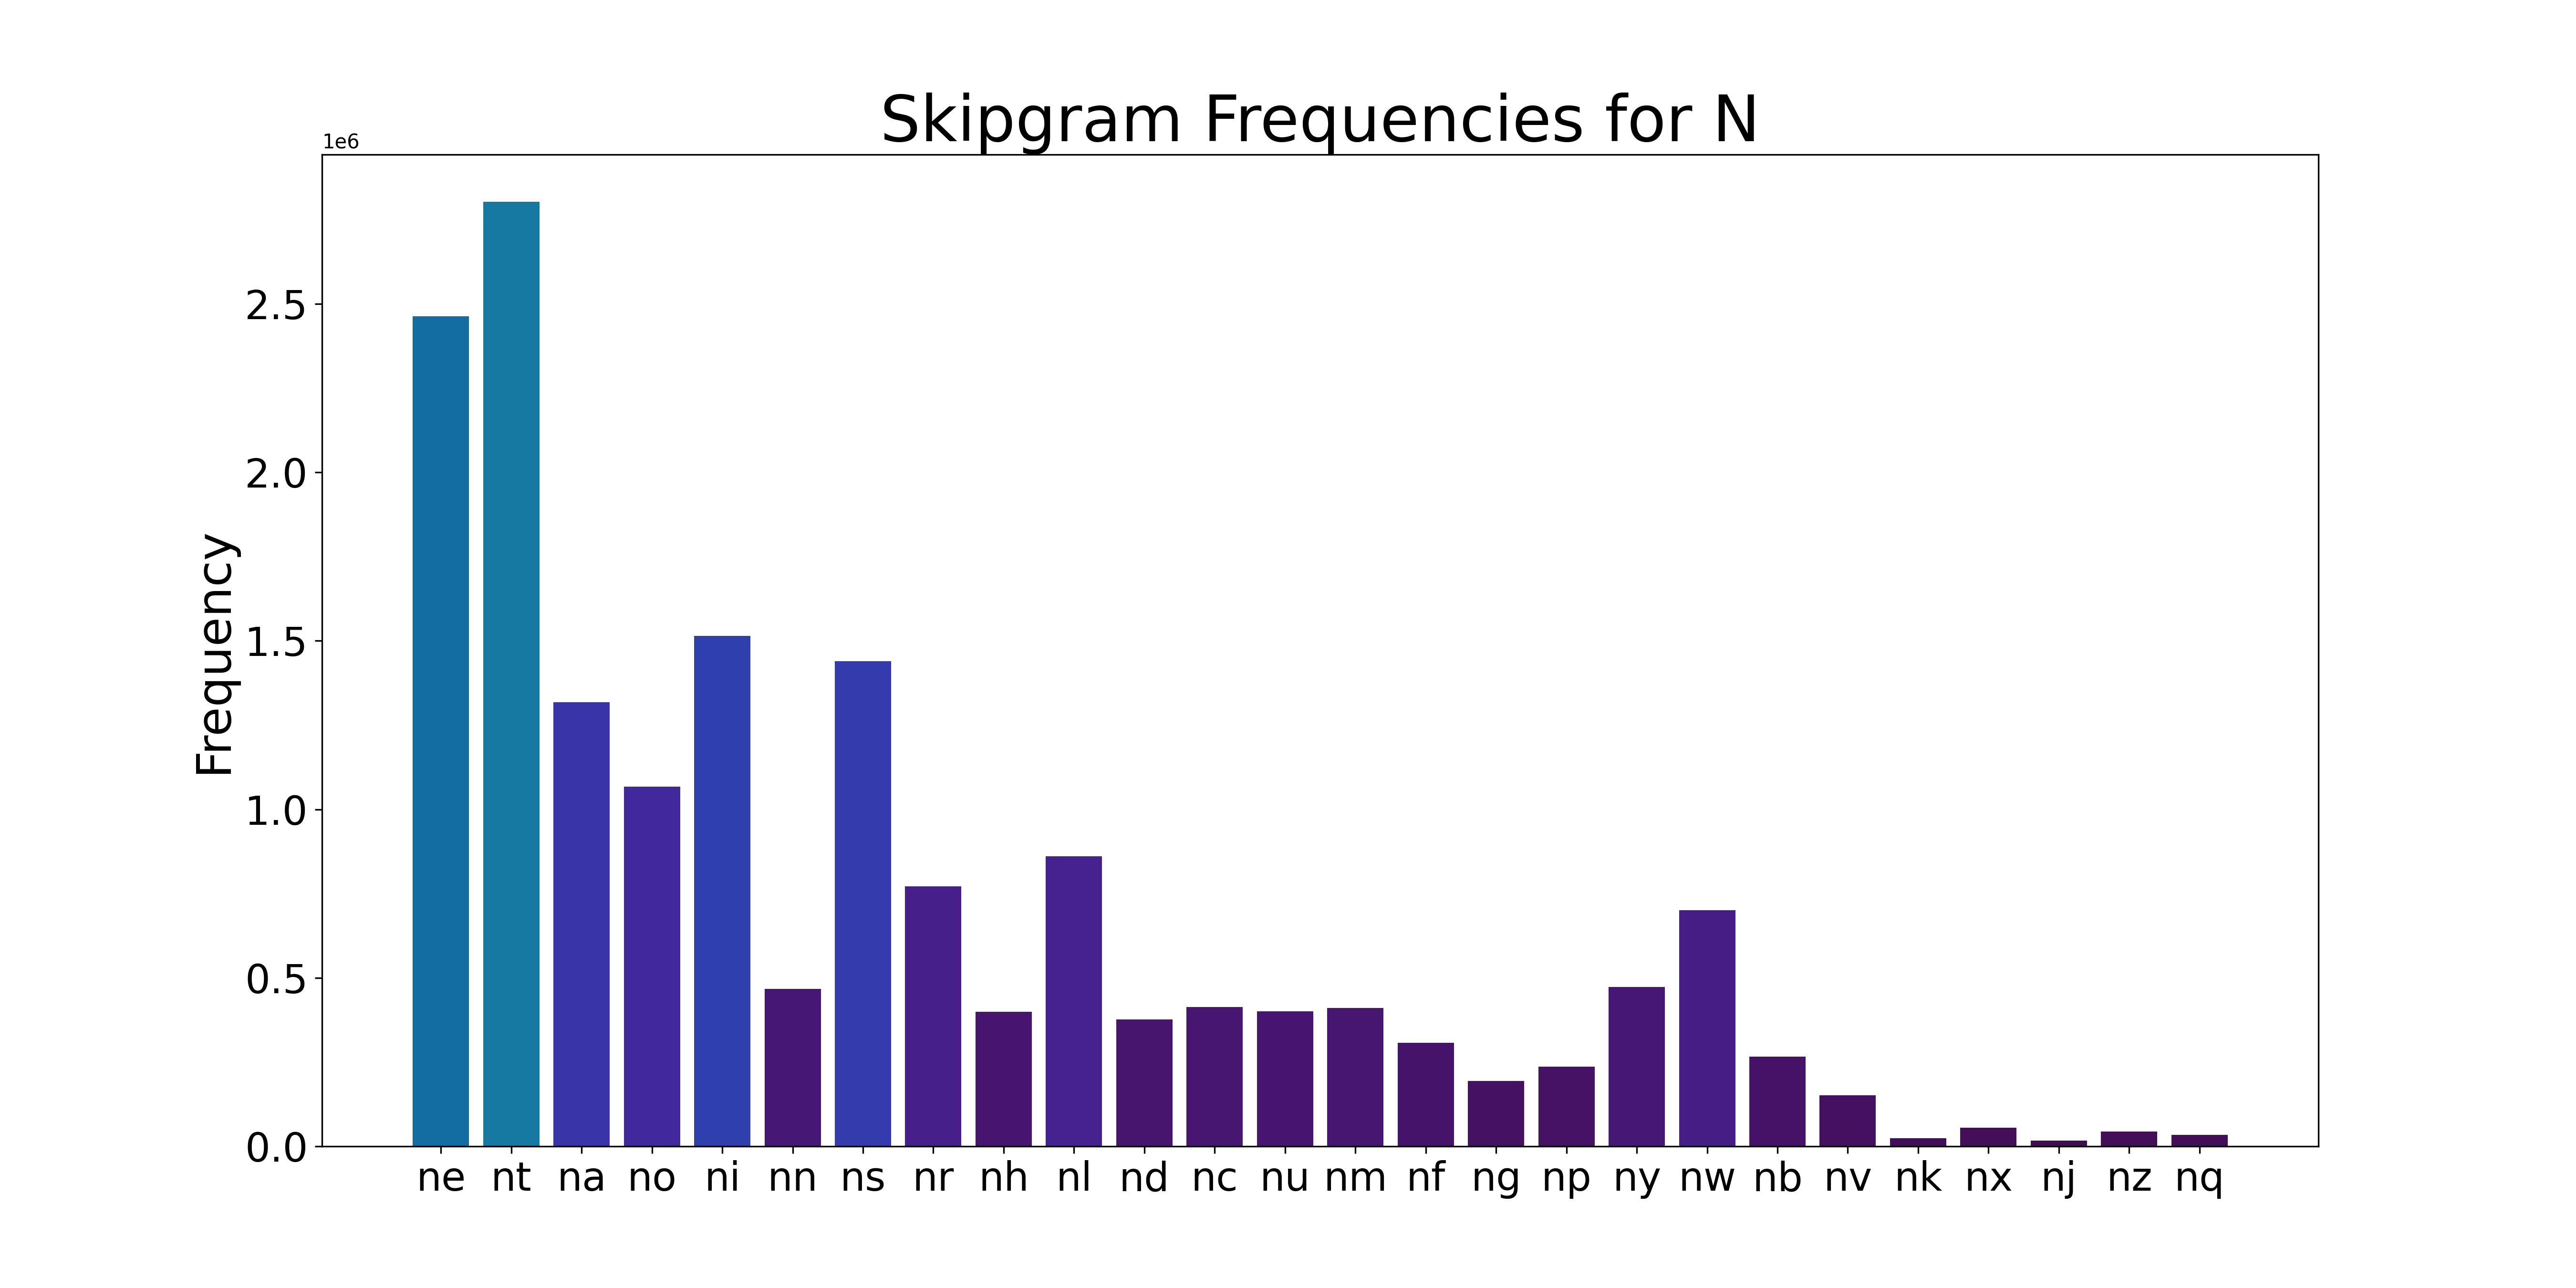 Skipgram Frequencies for N
1e6
Frequency
2.5
2.0
1.5
1.0
0.5
0.0
ne nt na no ni nn ns nr nh nl nd nc nu nm nf ng np ny nw nb nv nk nx nj nz nq